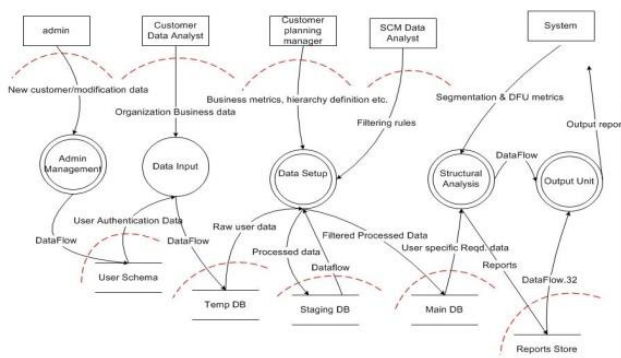 admin
Customer
Data Analyst
Customer
planning
manager
SCM Data
Analyst
System
New customer/modification data
Organization Business data
Business metrics, hierarchy definition etc.
Filtering rules
Segmentation & DFU metrics
Output repor
Admin
Management
Data Input
Data Setup
Structural
Analysis
DataFlow
Output Unit
User Authentication Data
DataFlow
DataFlow
Raw user data
Processed data
Dataflow
Filtered Processed Data
User specific Reqd. data
Reports
DataFlow.32
User Schema
Temp DB
Staging DB
Main DB
Reports Store